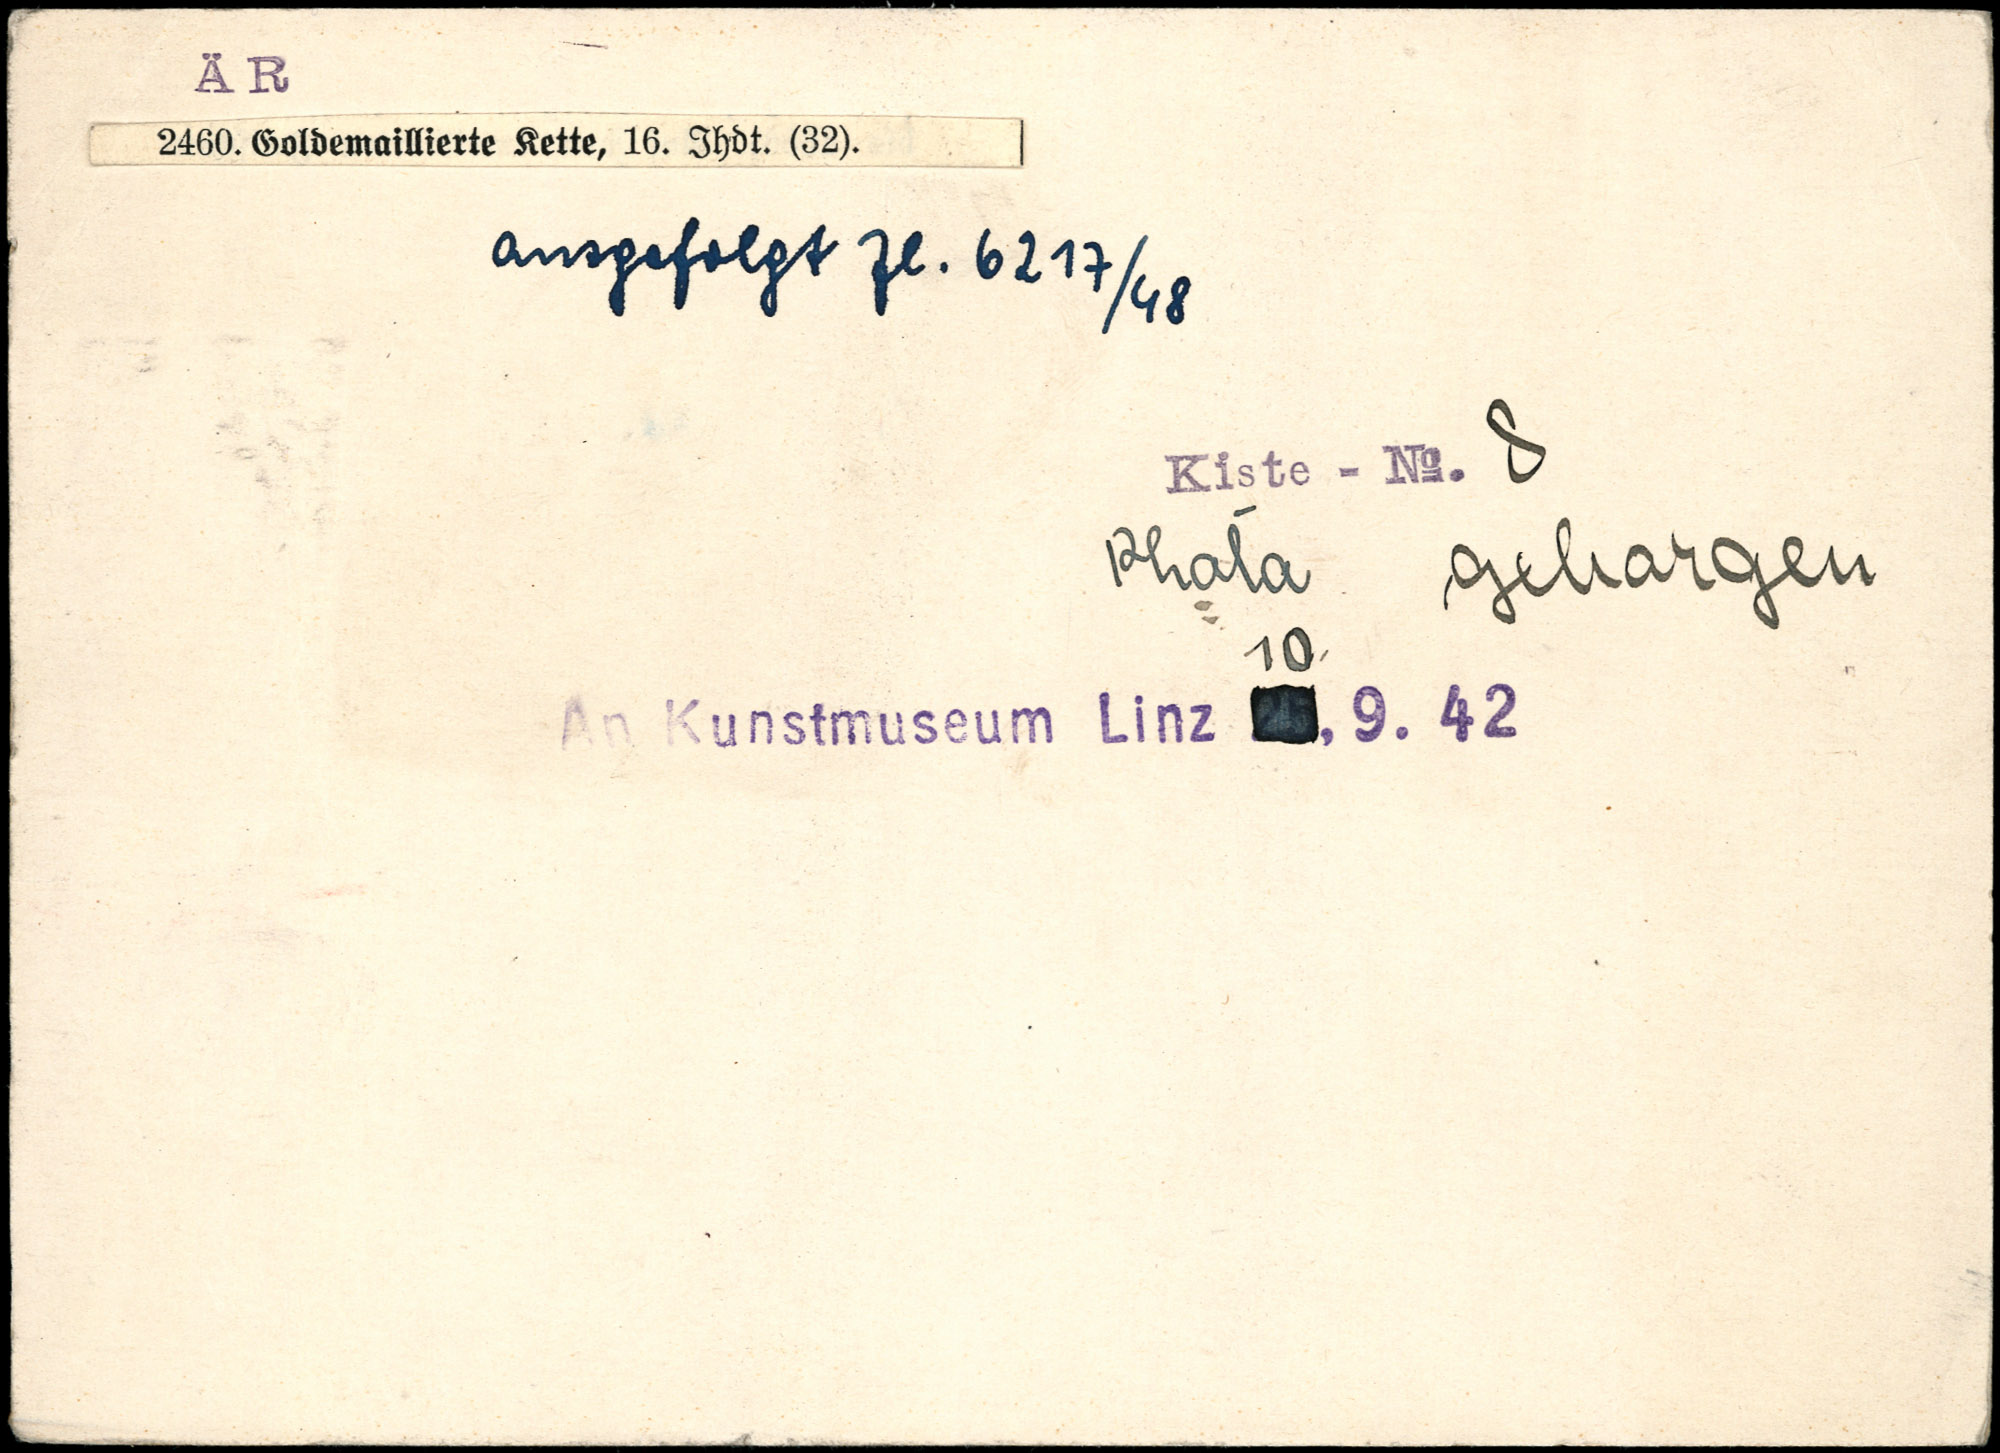 ÄR
2460. Goldemaillierte Kette, 16. Jhdt. (32).
ausgefolgt Zl. 6217/48
Kiste - No. 8
Photo geborgen
10.
An Kunstmuseum Linz , 9. 42